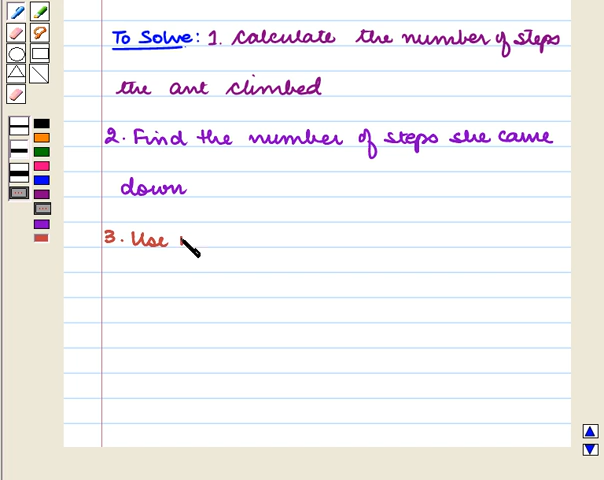 To Solve: 1. Calculate the number of steps
the ant climbed
2. Find the number of steps she came
down
3. Use